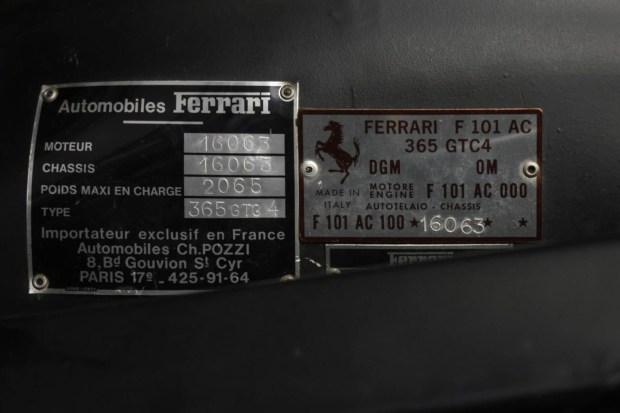 Automobiles Ferrari
MOTEUR 16063
CHASSIS 16063
POIDS MAXI EN CHARGE 2065
TYPE 365 GTC 4
Importateur exclusif en France
Automobiles Ch.POZZI
8,Bd Gouvion St Cyr
PARIS 17e _ 425-91-64
FERRARI F 101 AC
365 GTC4
DGM OM
MADE IN ITALY
MOTORE ENGINE F 101 AC 000
AUTOTELAIO - CHASSIS
F 101 AC 100 ★16063★ ★
Ferrari